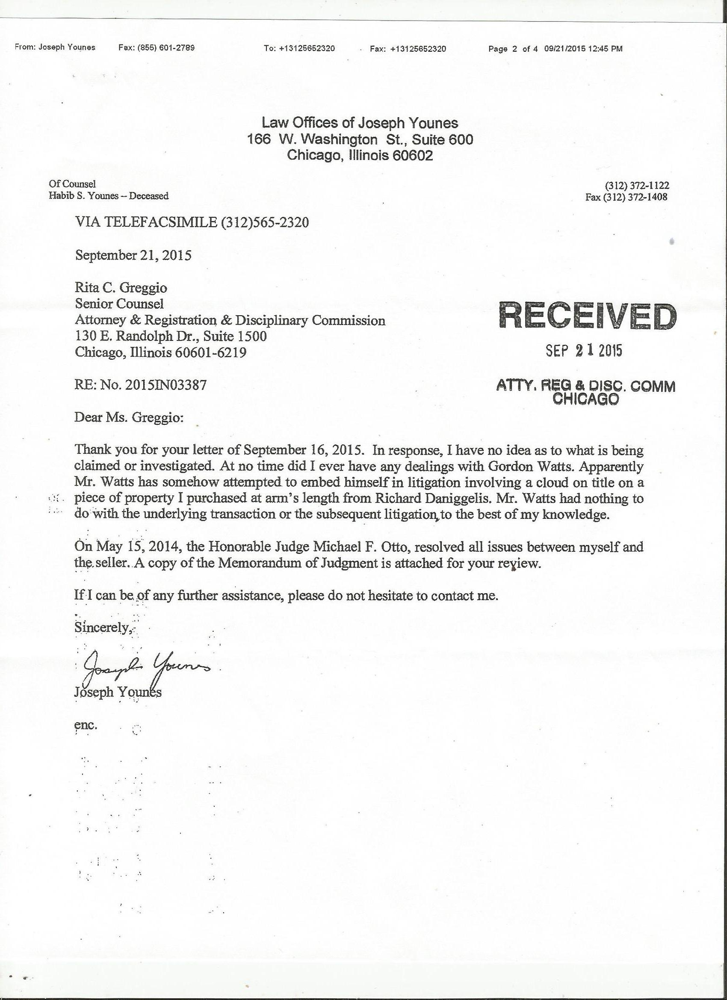 From: Joseph Younes Fax: (855) 601-2789 To: +13125652320 Fax: +13125652320 Page 2 of 4 09/21/2015 12:45 PM
Law Offices of Joseph Younes
166 W. Washington St., Suite 600
Chicago, Illinois 60602
Of Counsel
Habib S. Younes -- Deceased
(312) 372-1122
Fax (312) 372-1408
VIA TELEFACSIMILE (312)565-2320
September 21, 2015
Rita C. Greggio
Senior Counsel
Attorney & Registration & Disciplinary Commission
130 E. Randolph Dr., Suite 1500
Chicago, Illinois 60601-6219
RECEIVED
SEP 21 2015
ATTY. REG & DISC. COMM
CHICAGO
RE: No. 2015IN03387
Dear Ms. Greggio:
Thank you for your letter of September 16, 2015. In response, I have no idea as to what is being
claimed or investigated. At no time did I ever have any dealings with Gordon Watts. Apparently
Mr. Watts has somehow attempted to embed himself in litigation involving a cloud on title on a
piece of property I purchased at arm's length from Richard Daniggelis. Mr. Watts had nothing to
do with the underlying transaction or the subsequent litigation, to the best of my knowledge.
On May 15, 2014, the Honorable Judge Michael F. Otto, resolved all issues between myself and
the seller. A copy of the Memorandum of Judgment is attached for your review.
If I can be of any further assistance, please do not hesitate to contact me.
Sincerely,
Joseph Younes
Joseph Younes
enc.